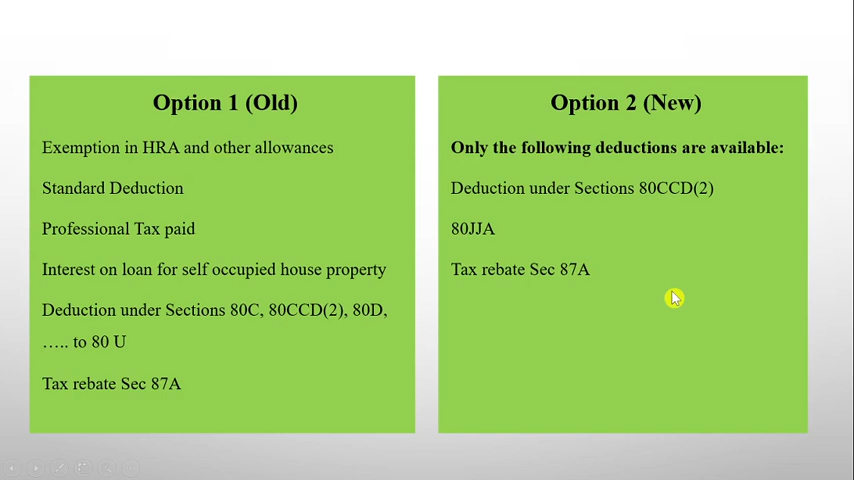 Option 1 (Old)
Exemption in HRA and other allowances
Standard Deduction
Professional Tax paid
Interest on loan for self occupied house property
Deduction under Sections 80C, 80CCD(2), 80D,
….. to 80 U
Tax rebate Sec 87A
Option 2 (New)
Only the following deductions are available:
Deduction under Sections 80CCD(2)
80JJA
Tax rebate Sec 87A